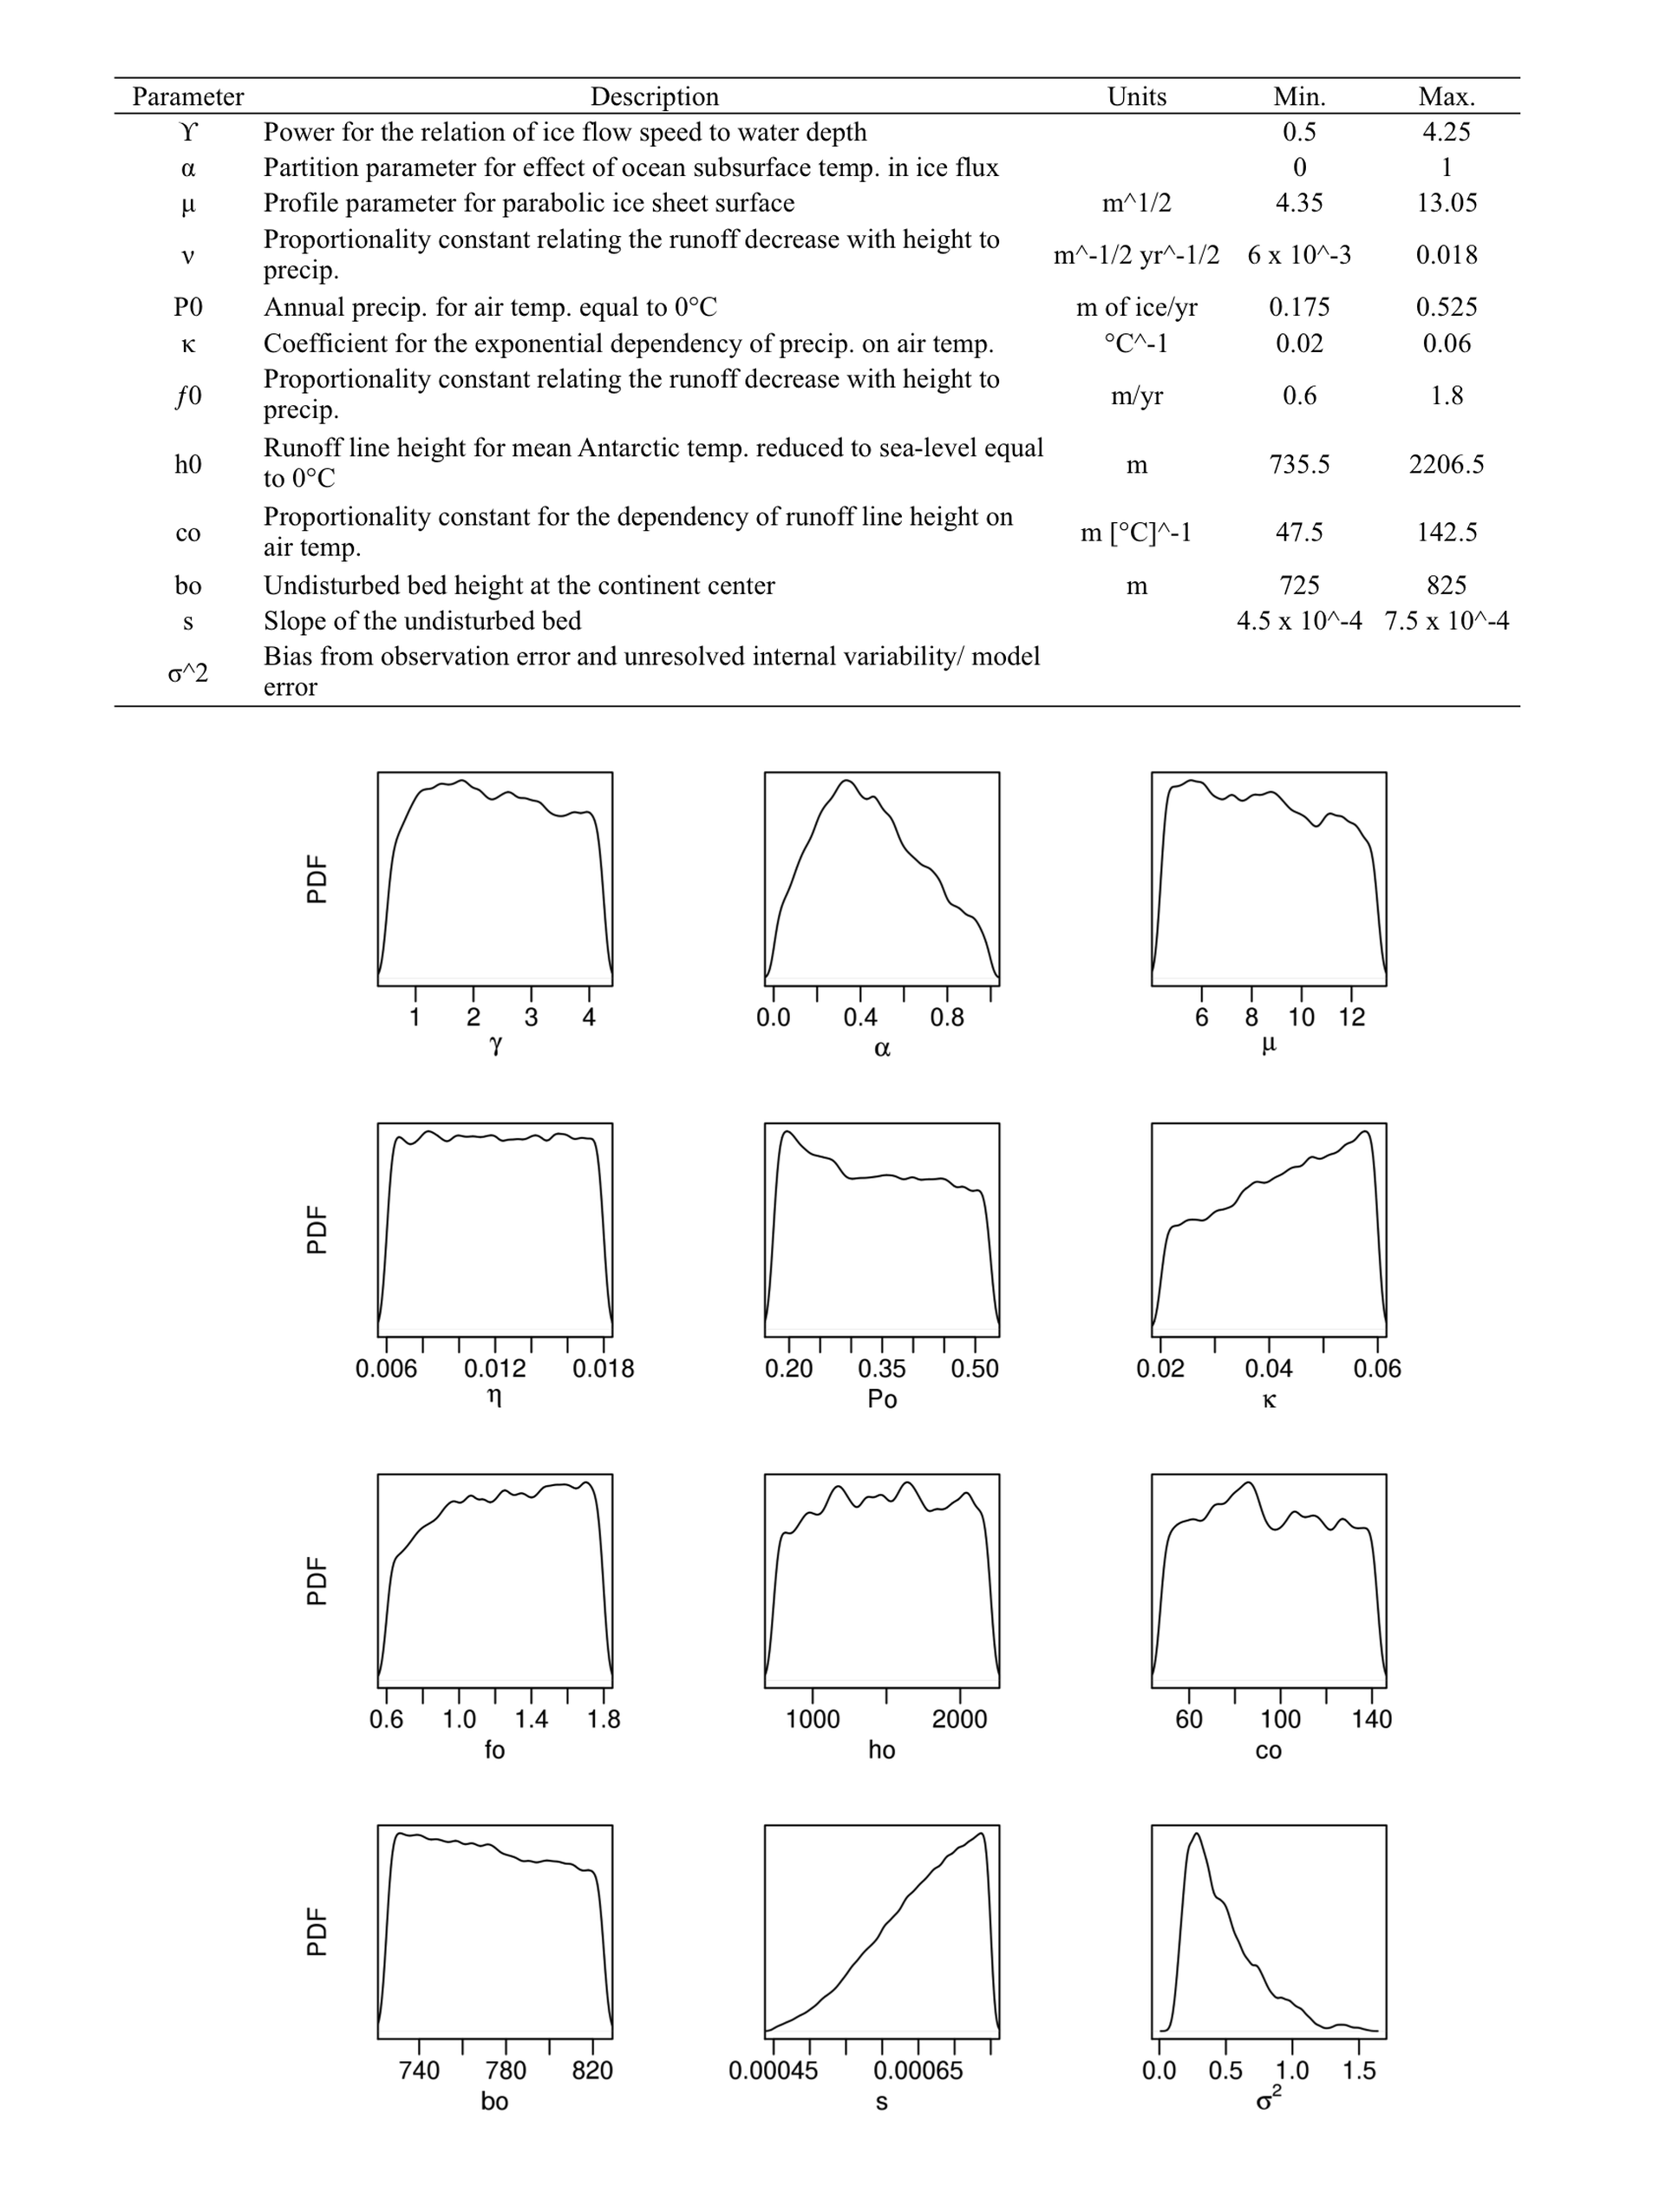 Parameter Description Units Min. Max.
ϒ Power for the relation of ice flow speed to water depth 0.5 4.25
α Partition parameter for effect of ocean subsurface temp. in ice flux 0 1
μ Profile parameter for parabolic ice sheet surface m^1/2 4.35 13.05
ν Proportionality constant relating the runoff decrease with height to
precip. m^-1/2 yr^-1/2 6 x 10^-3 0.018
P0 Annual precip. for air temp. equal to 0°C m of ice/yr 0.175 0.525
κ Coefficient for the exponential dependency of precip. on air temp. °C^-1 0.02 0.06
ƒ0 Proportionality constant relating the runoff decrease with height to
precip. m/yr 0.6 1.8
h0 Runoff line height for mean Antarctic temp. reduced to sea-level equal
to 0°C m 735.5 2206.5
co Proportionality constant for the dependency of runoff line height on
air temp. m [°C]^-1 47.5 142.5
bo Undisturbed bed height at the continent center m 725 825
s Slope of the undisturbed bed 4.5 x 10^-4 7.5 x 10^-4
σ^2 Bias from observation error and unresolved internal variability/ model
error
PDF
1 2 3 4 0.0 0.4 0.8 6 8 10 12
γ α μ
PDF
0.006 0.012 0.018 0.20 0.35 0.50 0.02 0.04 0.06
η Po κ
PDF
0.6 1.0 1.4 1.8 1000 2000 60 100 140
fo ho co
PDF
740 780 820 0.00045 0.00065 0.0 0.5 1.0 1.5
bo s σ²